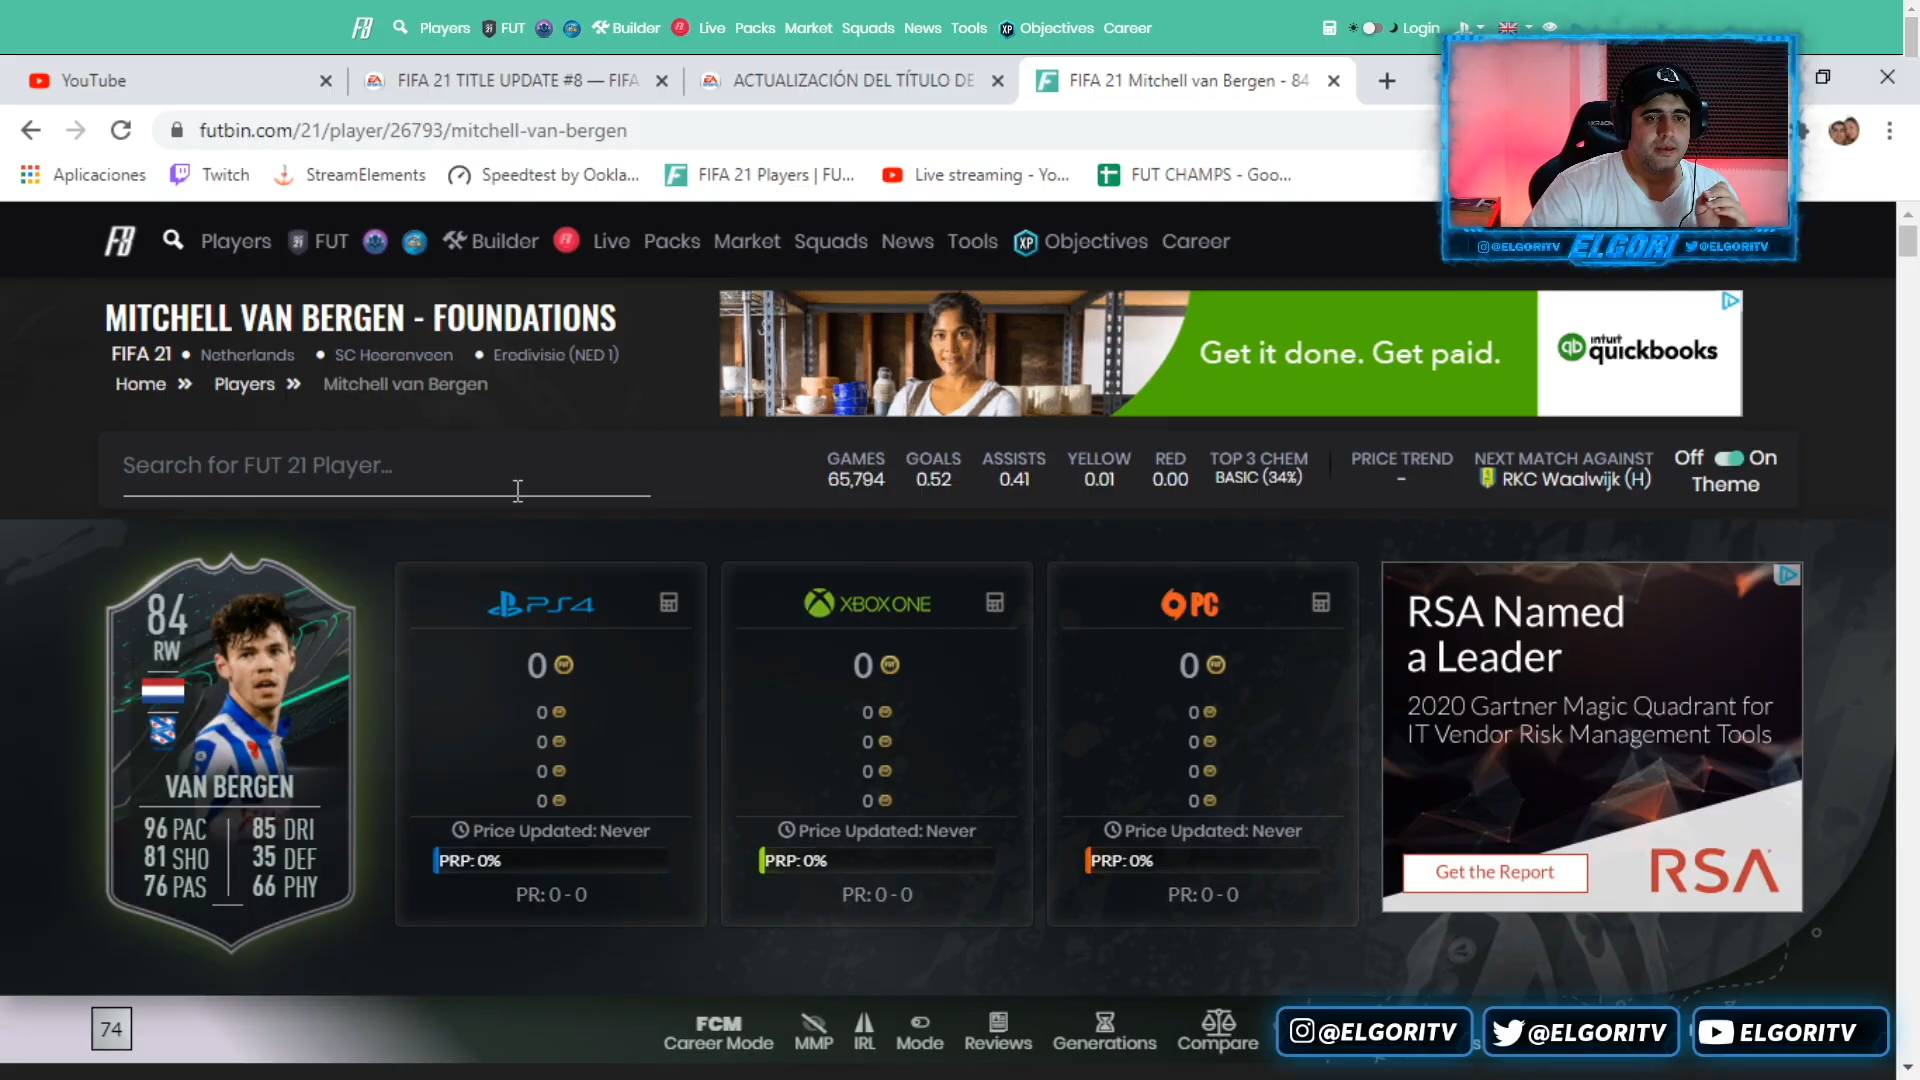 Players FUT Builder Live Packs Market Squads News Tools XP Objectives Career Login
YouTube
FIFA 21 TITLE UPDATE #8 — FIFA
ACTUALIZACIÓN DEL TÍTULO DE
FIFA 21 Mitchell van Bergen - 84
futbin.com/21/player/26793/mitchell-van-bergen
Aplicaciones Twitch StreamElements Speedtest by Ookla... FIFA 21 Players | FU... Live streaming - Yo... FUT CHAMPS - Goo...
@ELGORITV ELGORI @ELGORITV
Players FUT Builder Live Packs Market Squads News Tools XP Objectives Career
MITCHELL VAN BERGEN - FOUNDATIONS
FIFA 21 • Netherlands • SC Heerenveen • Eredivisie (NED 1)
Home » Players » Mitchell van Bergen
Get it done. Get paid.
qb intuit quickbooks
Search for FUT 21 Player...
GAMES GOALS ASSISTS YELLOW RED TOP 3 CHEM PRICE TREND NEXT MATCH AGAINST Off On
65,794 0.52 0.41 0.01 0.00 BASIC (34%) - RKC Waalwijk (H) Theme
84
RW
VAN BERGEN
96 PAC 85 DRI
81 SHO 35 DEF
76 PAS 66 PHY
PS4
0
0
0
0
0
Price Updated: Never
PRP: 0%
PR: 0 - 0
XBOX ONE
0
0
0
0
0
Price Updated: Never
PRP: 0%
PR: 0 - 0
PC
0
0
0
0
0
Price Updated: Never
PRP: 0%
PR: 0 - 0
RSA Named
a Leader
2020 Gartner Magic Quadrant for
IT Vendor Risk Management Tools
Get the Report
RSA
74
FCM
Career Mode MMP IRL Mode Reviews Generations Compare
@ELGORITV @ELGORITV ELGORITV